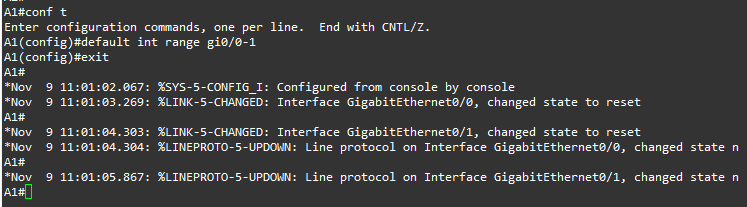 A1#conf t
Enter configuration commands, one per line.  End with CNTL/Z.
A1(config)#default int range gi0/0-1
A1(config)#exit
A1#
*Nov  9 11:01:02.067: %SYS-5-CONFIG_I: Configured from console by console
*Nov  9 11:01:03.269: %LINK-5-CHANGED: Interface GigabitEthernet0/0, changed state to reset
A1#
*Nov  9 11:01:04.303: %LINK-5-CHANGED: Interface GigabitEthernet0/1, changed state to reset
*Nov  9 11:01:04.304: %LINEPROTO-5-UPDOWN: Line protocol on Interface GigabitEthernet0/0, changed state n
A1#
*Nov  9 11:01:05.867: %LINEPROTO-5-UPDOWN: Line protocol on Interface GigabitEthernet0/1, changed state n
A1#